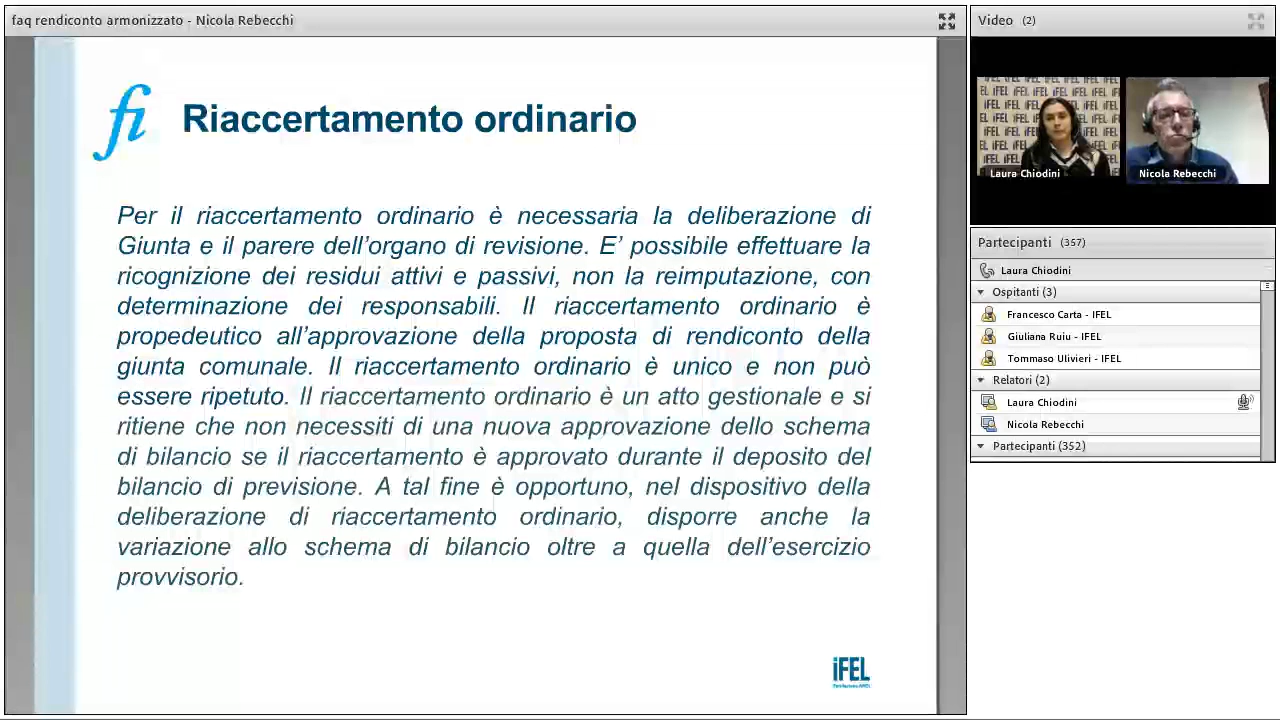 faq rendiconto armonizzato - Nicola Rebecchi
fi
Riaccertamento ordinario
Per il riaccertamento ordinario è necessaria la deliberazione di
Giunta e il parere dell’organo di revisione. E’ possibile effettuare la
ricognizione dei residui attivi e passivi, non la reimputazione, con
determinazione dei responsabili. Il riaccertamento ordinario è
propedeutico all’approvazione della proposta di rendiconto della
giunta comunale. Il riaccertamento ordinario è unico e non può
essere ripetuto. Il riaccertamento ordinario è un atto gestionale e si
ritiene che non necessiti di una nuova approvazione dello schema
di bilancio se il riaccertamento è approvato durante il deposito del
bilancio di previsione. A tal fine è opportuno, nel dispositivo della
deliberazione di riaccertamento ordinario, disporre anche la
variazione allo schema di bilancio oltre a quella dell’esercizio
provvisorio.
iFEL
Video (2)
Laura Chiodini
Nicola Rebecchi
Partecipanti (357)
Laura Chiodini
Ospitanti (3)
Francesco Carta - IFEL
Giuliana Ruiu - IFEL
Tommaso Ulivieri - IFEL
Relatori (2)
Laura Chiodini
Nicola Rebecchi
Partecipanti (352)